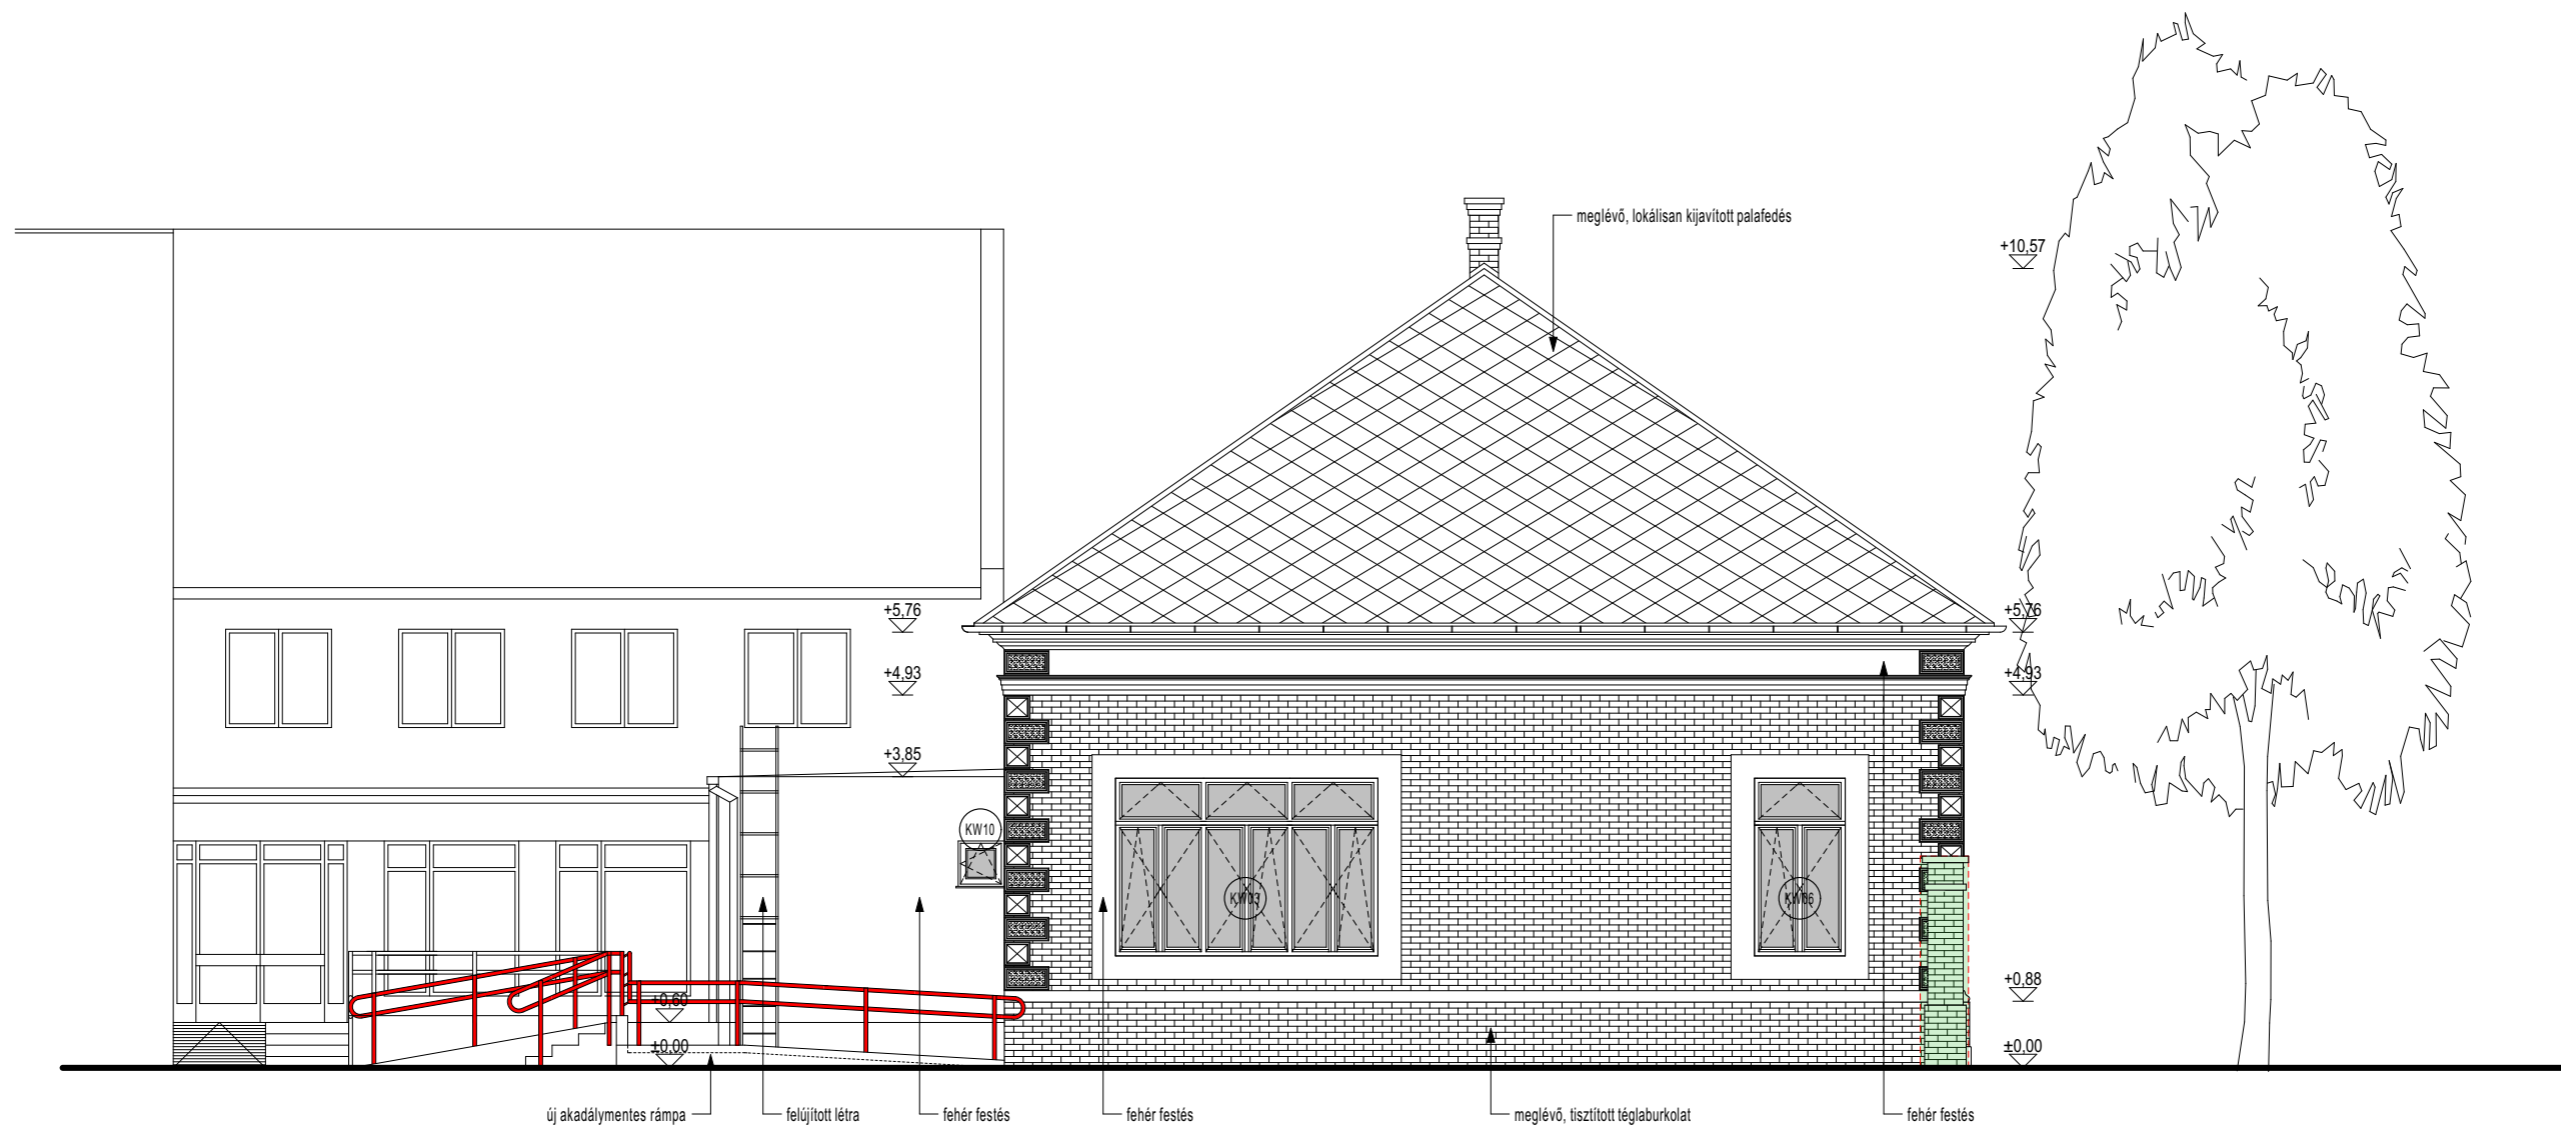 meglévő, lokálisan kijavított palafedés
+10,57
+5,76
+5,76
+4,93
+4,93
+3,85
KW10
KW03
KW06
+0,60
+0,88
±0,00
±0,00
új akadálymentes rámpa
felújított létra
fehér festés
fehér festés
meglévő, tisztított téglaburkolat
fehér festés